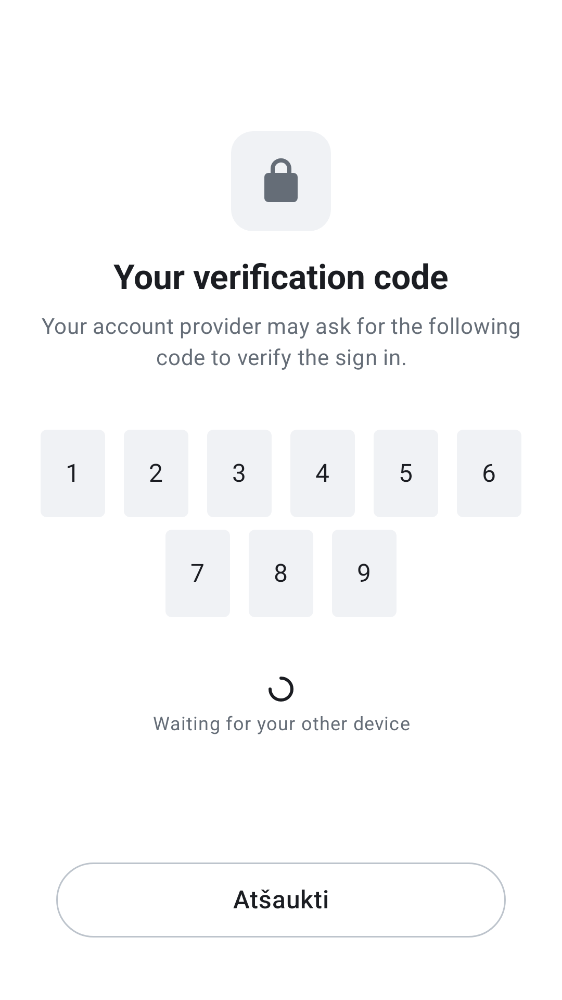 Your verification code
Your account provider may ask for the following
code to verify the sign in.
1 2 3 4 5 6
7 8 9
Waiting for your other device
Atšaukti